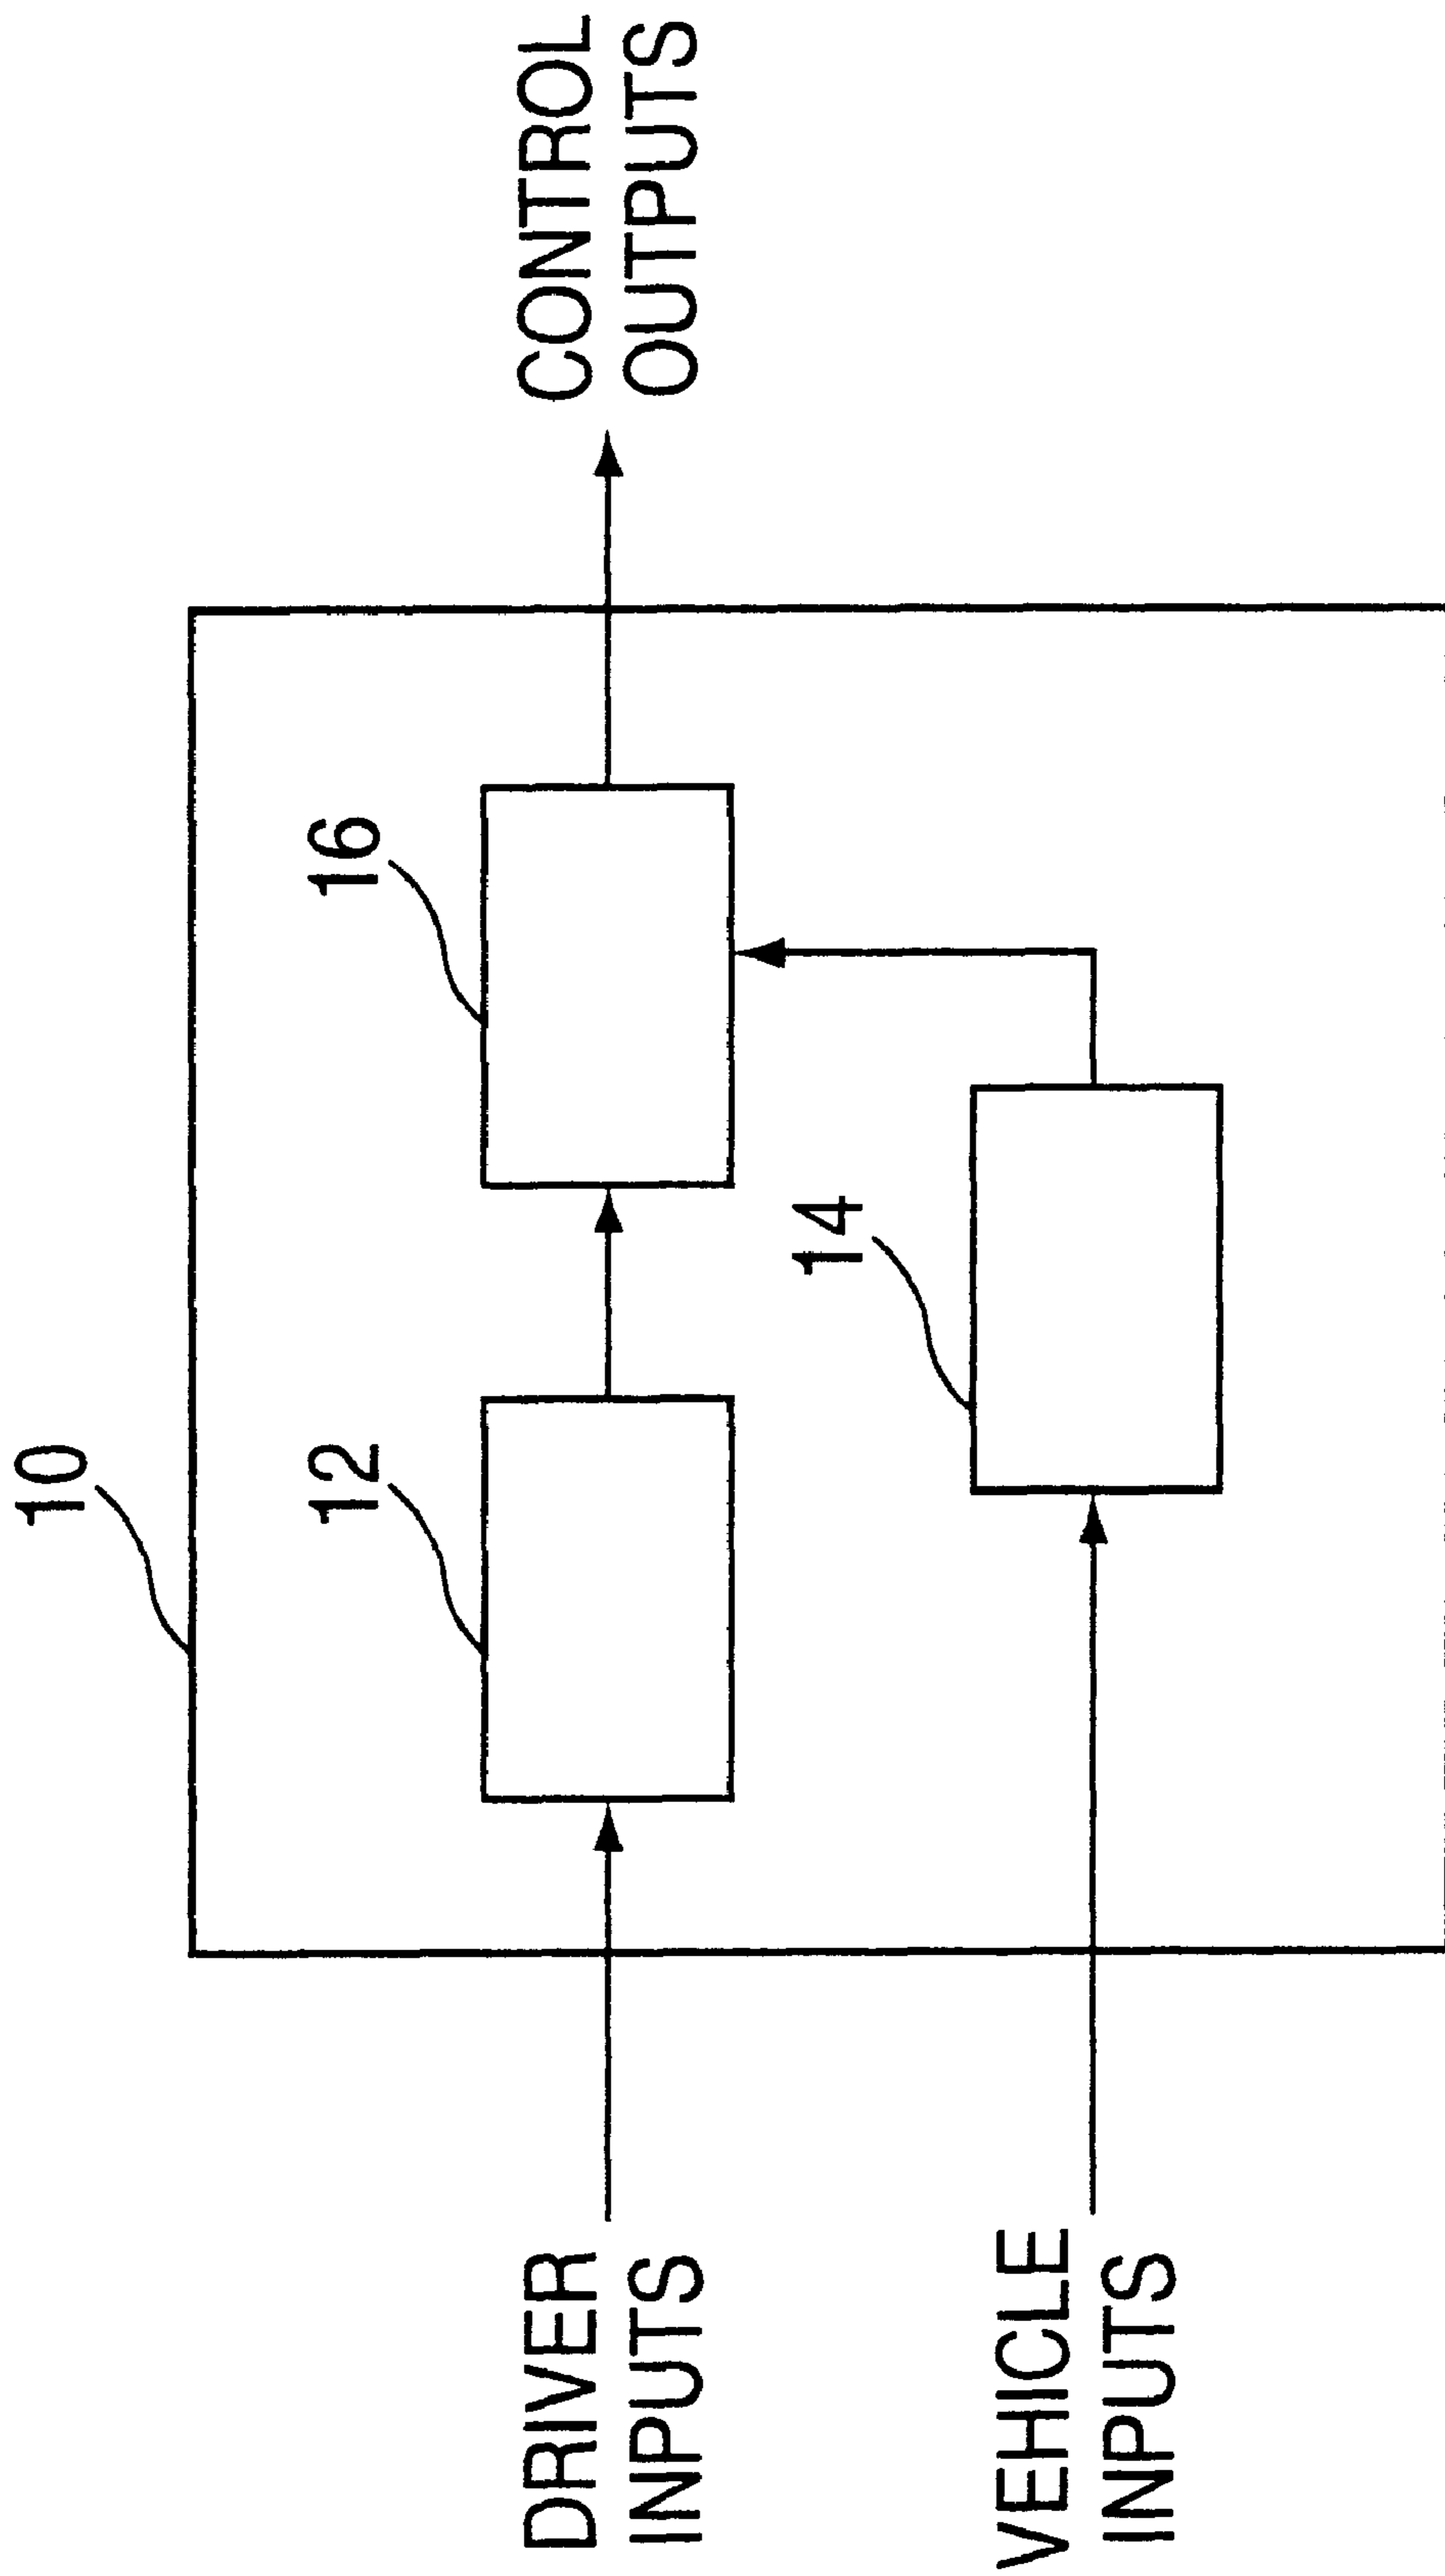 10
12
16
14
DRIVER
INPUTS
VEHICLE
INPUTS
CONTROL
OUTPUTS